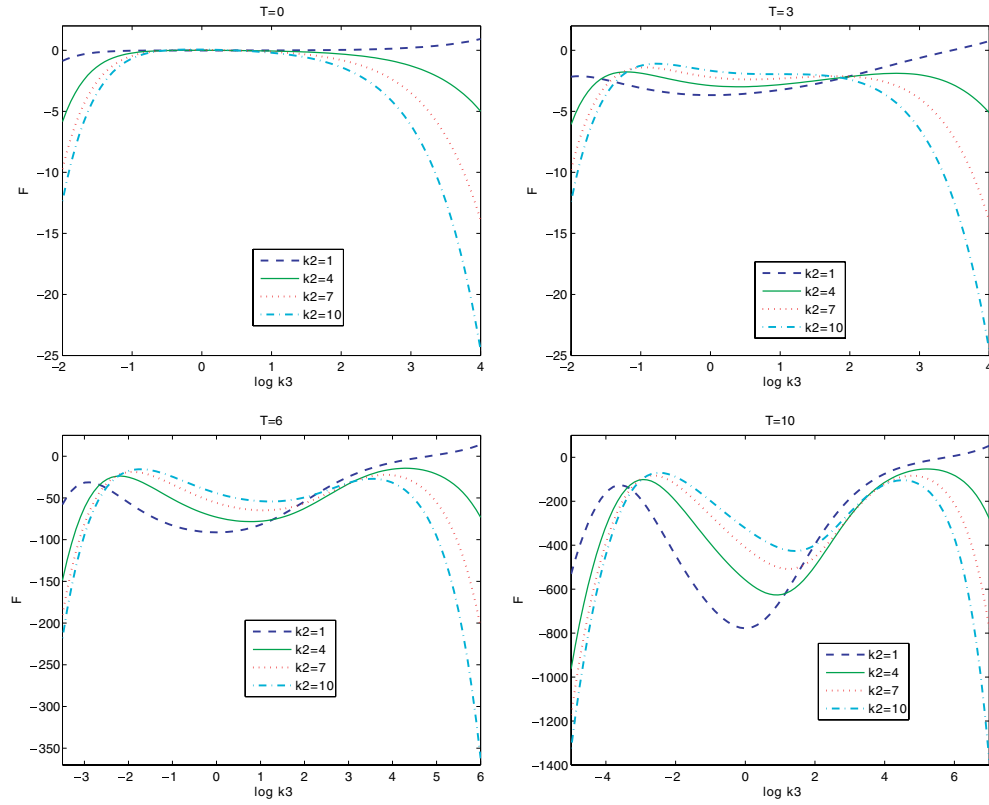 T=0
0
−5
−10
−15
−20
−25
F
k2=1
k2=4
k2=7
k2=10
−2 −1 0 1 2 3 4
log k3
T=3
0
−5
−10
−15
−20
−25
F
k2=1
k2=4
k2=7
k2=10
−2 −1 0 1 2 3 4
log k3
T=6
0
−50
−100
−150
−200
−250
−300
−350
F
k2=1
k2=4
k2=7
k2=10
−3 −2 −1 0 1 2 3 4 5 6
log k3
T=10
0
−200
−400
−600
−800
−1000
−1200
−1400
F
k2=1
k2=4
k2=7
k2=10
−4 −2 0 2 4 6
log k3